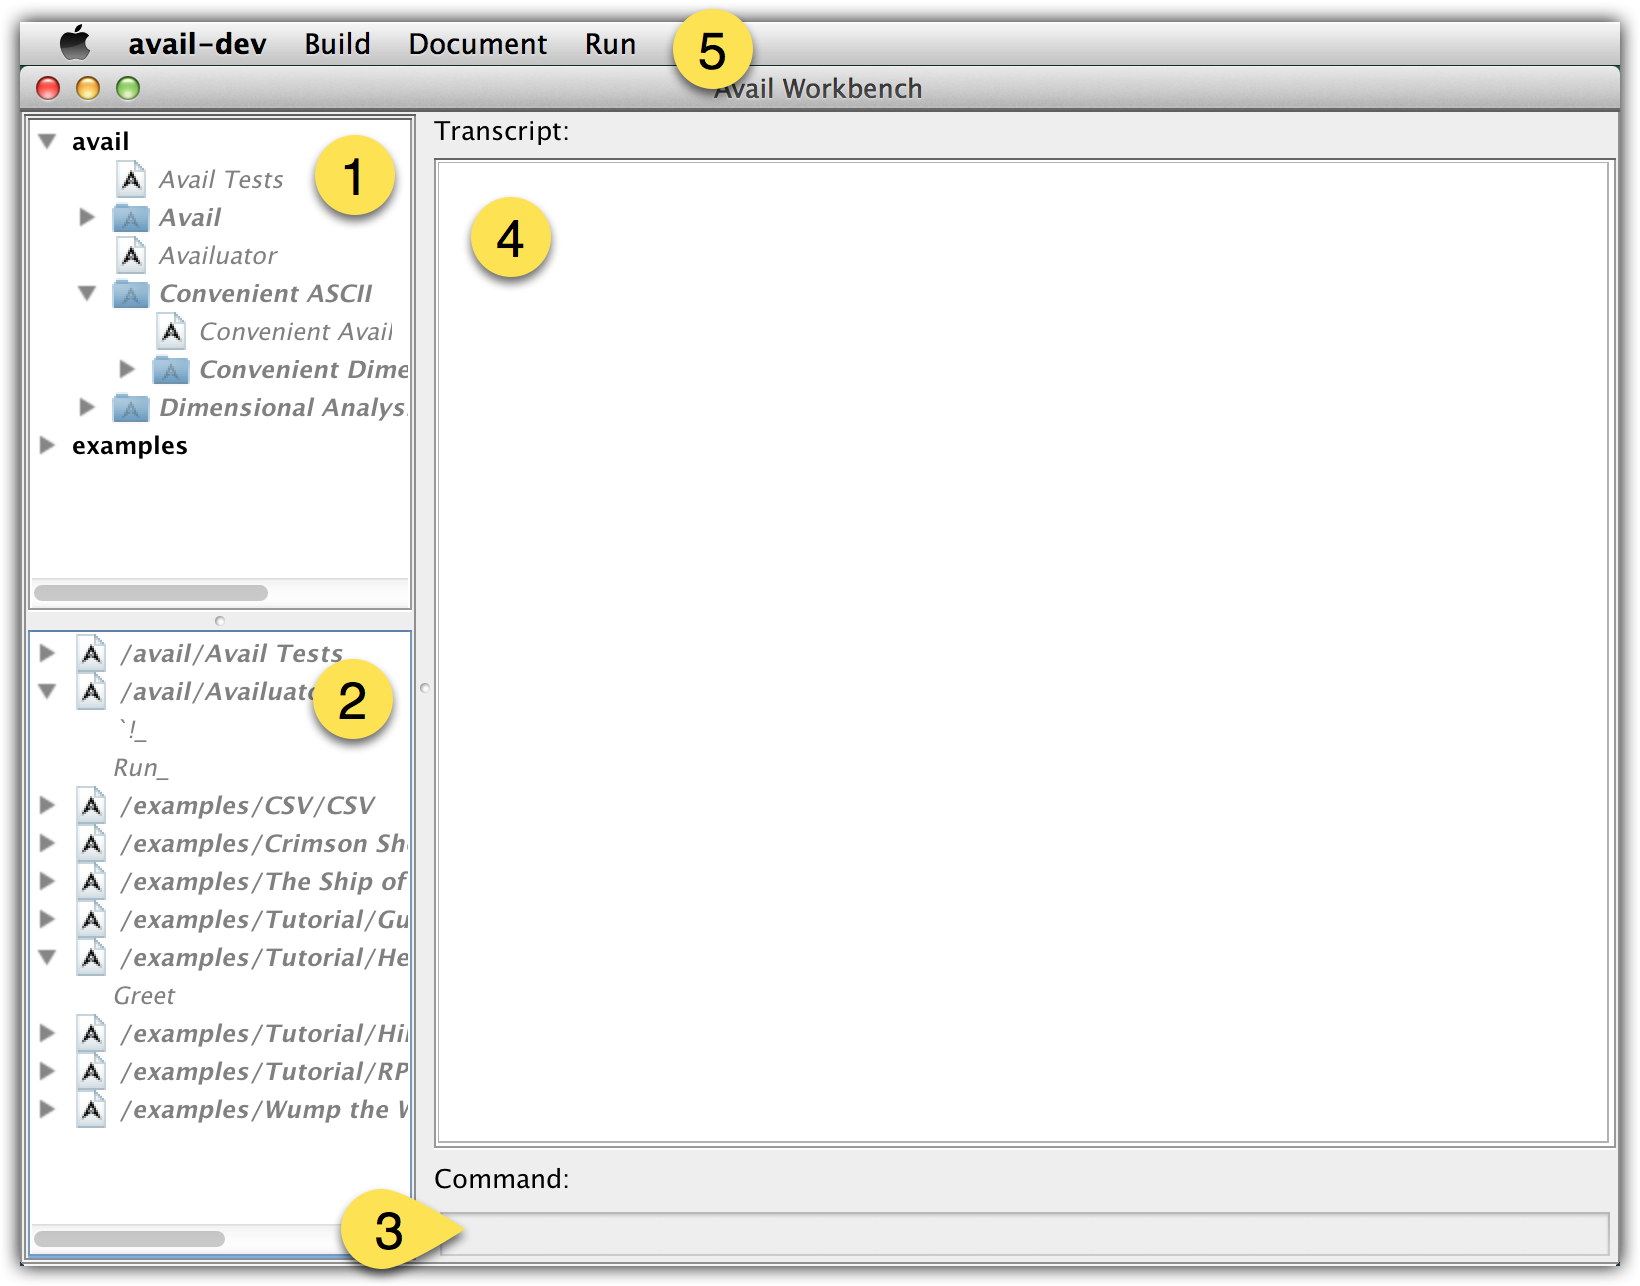 avail-dev Build Document Run 5
Avail Workbench
avail
Avail Tests
1
Avail
Availuator
Convenient ASCII
Convenient Avail
Convenient Dime
Dimensional Analys
examples
/avail/Avail Tests
/avail/Availuato
2
`!_
Run_
/examples/CSV/CSV
/examples/Crimson Sh
/examples/The Ship of
/examples/Tutorial/Gu
/examples/Tutorial/He
Greet
/examples/Tutorial/Hil
/examples/Tutorial/RP
/examples/Wump the W
Transcript:
4
Command:
3